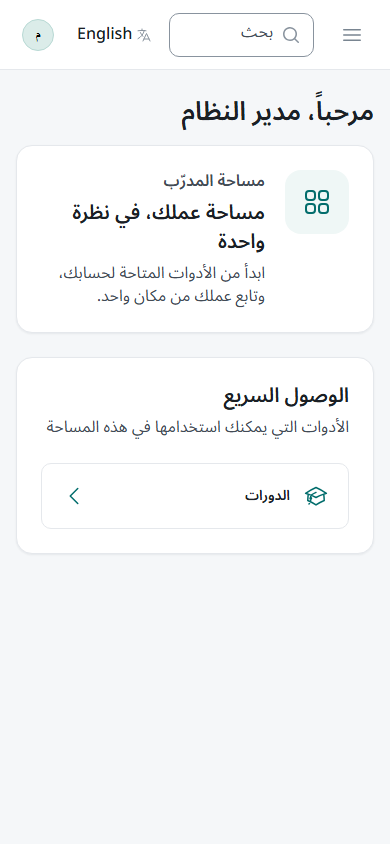 بحث
English
م
مرحباً، مدير النظام
مساحة المدرّب
مساحة عملك، في نظرة
واحدة
ابدأ من الأدوات المتاحة لحسابك،
وتابع عملك من مكان واحد.
الوصول السريع
الأدوات التي يمكنك استخدامها في هذه المساحة
الدورات